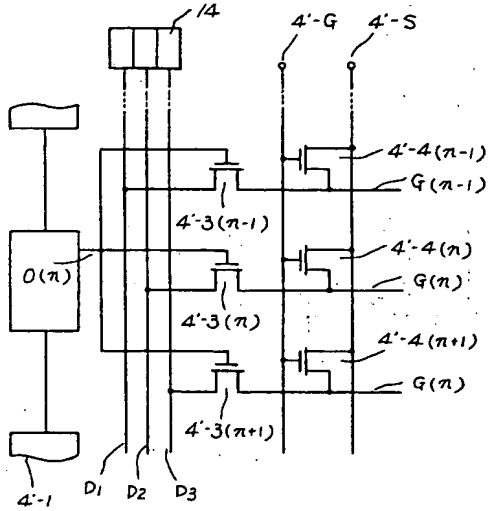 14
4'-G
4'-S
4'-4(n-1)
G(n-1)
4'-3(n-1)
O(n)
4'-4(n)
G(n)
4'-3(n)
4'-4(n+1)
G(n)
4'-3(n+1)
4'-1
D1
D2
D3